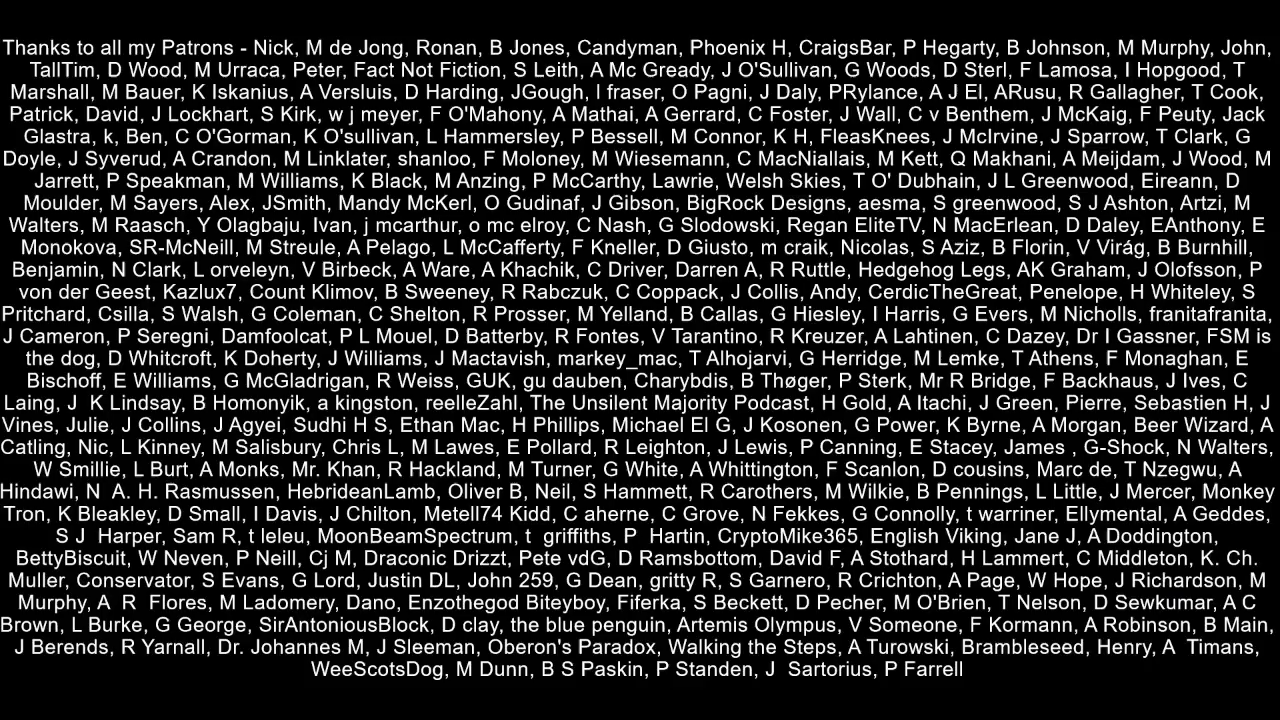 Thanks to all my Patrons - Nick, M de Jong, Ronan, B Jones, Candyman, Phoenix H, CraigsBar, P Hegarty, B Johnson, M Murphy, John,
TallTim, D Wood, M Urraca, Peter, Fact Not Fiction, S Leith, A Mc Gready, J O'Sullivan, G Woods, D Sterl, F Lamosa, I Hopgood, T
Marshall, M Bauer, K Iskanius, A Versluis, D Harding, JGough, l fraser, O Pagni, J Daly, PRylance, A J El, ARusu, R Gallagher, T Cook,
Patrick, David, J Lockhart, S Kirk, w j meyer, F O'Mahony, A Mathai, A Gerrard, C Foster, J Wall, C v Benthem, J McKaig, F Peuty, Jack
Glastra, k, Ben, C O'Gorman, K O'sullivan, L Hammersley, P Bessell, M Connor, K H, FleasKnees, J McIrvine, J Sparrow, T Clark, G
Doyle, J Syverud, A Crandon, M Linklater, shanloo, F Moloney, M Wiesemann, C MacNiallais, M Kett, Q Makhani, A Meijdam, J Wood, M
Jarrett, P Speakman, M Williams, K Black, M Anzing, P McCarthy, Lawrie, Welsh Skies, T O' Dubhain, J L Greenwood, Eireann, D
Moulder, M Sayers, Alex, JSmith, Mandy McKerl, O Gudinaf, J Gibson, BigRock Designs, aesma, S greenwood, S J Ashton, Artzi, M
Walters, M Raasch, Y Olagbaju, Ivan, j mcarthur, o mc elroy, C Nash, G Slodowski, Regan EliteTV, N MacErlean, D Daley, EAnthony, E
Monokova, SR-McNeill, M Streule, A Pelago, L McCafferty, F Kneller, D Giusto, m craik, Nicolas, S Aziz, B Florin, V Virág, B Burnhill,
Benjamin, N Clark, L orveleyn, V Birbeck, A Ware, A Khachik, C Driver, Darren A, R Ruttle, Hedgehog Legs, AK Graham, J Olofsson, P
von der Geest, Kazlux7, Count Klimov, B Sweeney, R Rabczuk, C Coppack, J Collis, Andy, CerdicTheGreat, Penelope, H Whiteley, S
Pritchard, Csilla, S Walsh, G Coleman, C Shelton, R Prosser, M Yelland, B Callas, G Hiesley, I Harris, G Evers, M Nicholls, franitafranita,
J Cameron, P Seregni, Damfoolcat, P L Mouel, D Batterby, R Fontes, V Tarantino, R Kreuzer, A Lahtinen, C Dazey, Dr I Gassner, FSM is
the dog, D Whitcroft, K Doherty, J Williams, J Mactavish, markey_mac, T Alhojarvi, G Herridge, M Lemke, T Athens, F Monaghan, E
Bischoff, E Williams, G McGladrigan, R Weiss, GUK, gu dauben, Charybdis, B Thøger, P Sterk, Mr R Bridge, F Backhaus, J Ives, C
Laing, J  K Lindsay, B Homonyik, a kingston, reelleZahl, The Unsilent Majority Podcast, H Gold, A Itachi, J Green, Pierre, Sebastien H, J
Vines, Julie, J Collins, J Agyei, Sudhi H S, Ethan Mac, H Phillips, Michael El G, J Kosonen, G Power, K Byrne, A Morgan, Beer Wizard, A
Catling, Nic, L Kinney, M Salisbury, Chris L, M Lawes, E Pollard, R Leighton, J Lewis, P Canning, E Stacey, James , G-Shock, N Walters,
W Smillie, L Burt, A Monks, Mr. Khan, R Hackland, M Turner, G White, A Whittington, F Scanlon, D cousins, Marc de, T Nzegwu, A
Hindawi, N  A. H. Rasmussen, HebrideanLamb, Oliver B, Neil, S Hammett, R Carothers, M Wilkie, B Pennings, L Little, J Mercer, Monkey
Tron, K Bleakley, D Small, I Davis, J Chilton, Metell74 Kidd, C aherne, C Grove, N Fekkes, G Connolly, t warriner, Ellymental, A Geddes,
S J  Harper, Sam R, t leleu, MoonBeamSpectrum, t  griffiths, P  Hartin, CryptoMike365, English Viking, Jane J, A Doddington,
BettyBiscuit, W Neven, P Neill, Cj M, Draconic Drizzt, Pete vdG, D Ramsbottom, David F, A Stothard, H Lammert, C Middleton, K. Ch.
Muller, Conservator, S Evans, G Lord, Justin DL, John 259, G Dean, gritty R, S Garnero, R Crichton, A Page, W Hope, J Richardson, M
Murphy, A  R  Flores, M Ladomery, Dano, Enzothegod Biteyboy, Fiferka, S Beckett, D Pecher, M O'Brien, T Nelson, D Sewkumar, A C
Brown, L Burke, G George, SirAntoniousBlock, D clay, the blue penguin, Artemis Olympus, V Someone, F Kormann, A Robinson, B Main,
J Berends, R Yarnall, Dr. Johannes M, J Sleeman, Oberon's Paradox, Walking the Steps, A Turowski, Brambleseed, Henry, A  Timans,
WeeScotsDog, M Dunn, B S Paskin, P Standen, J  Sartorius, P Farrell